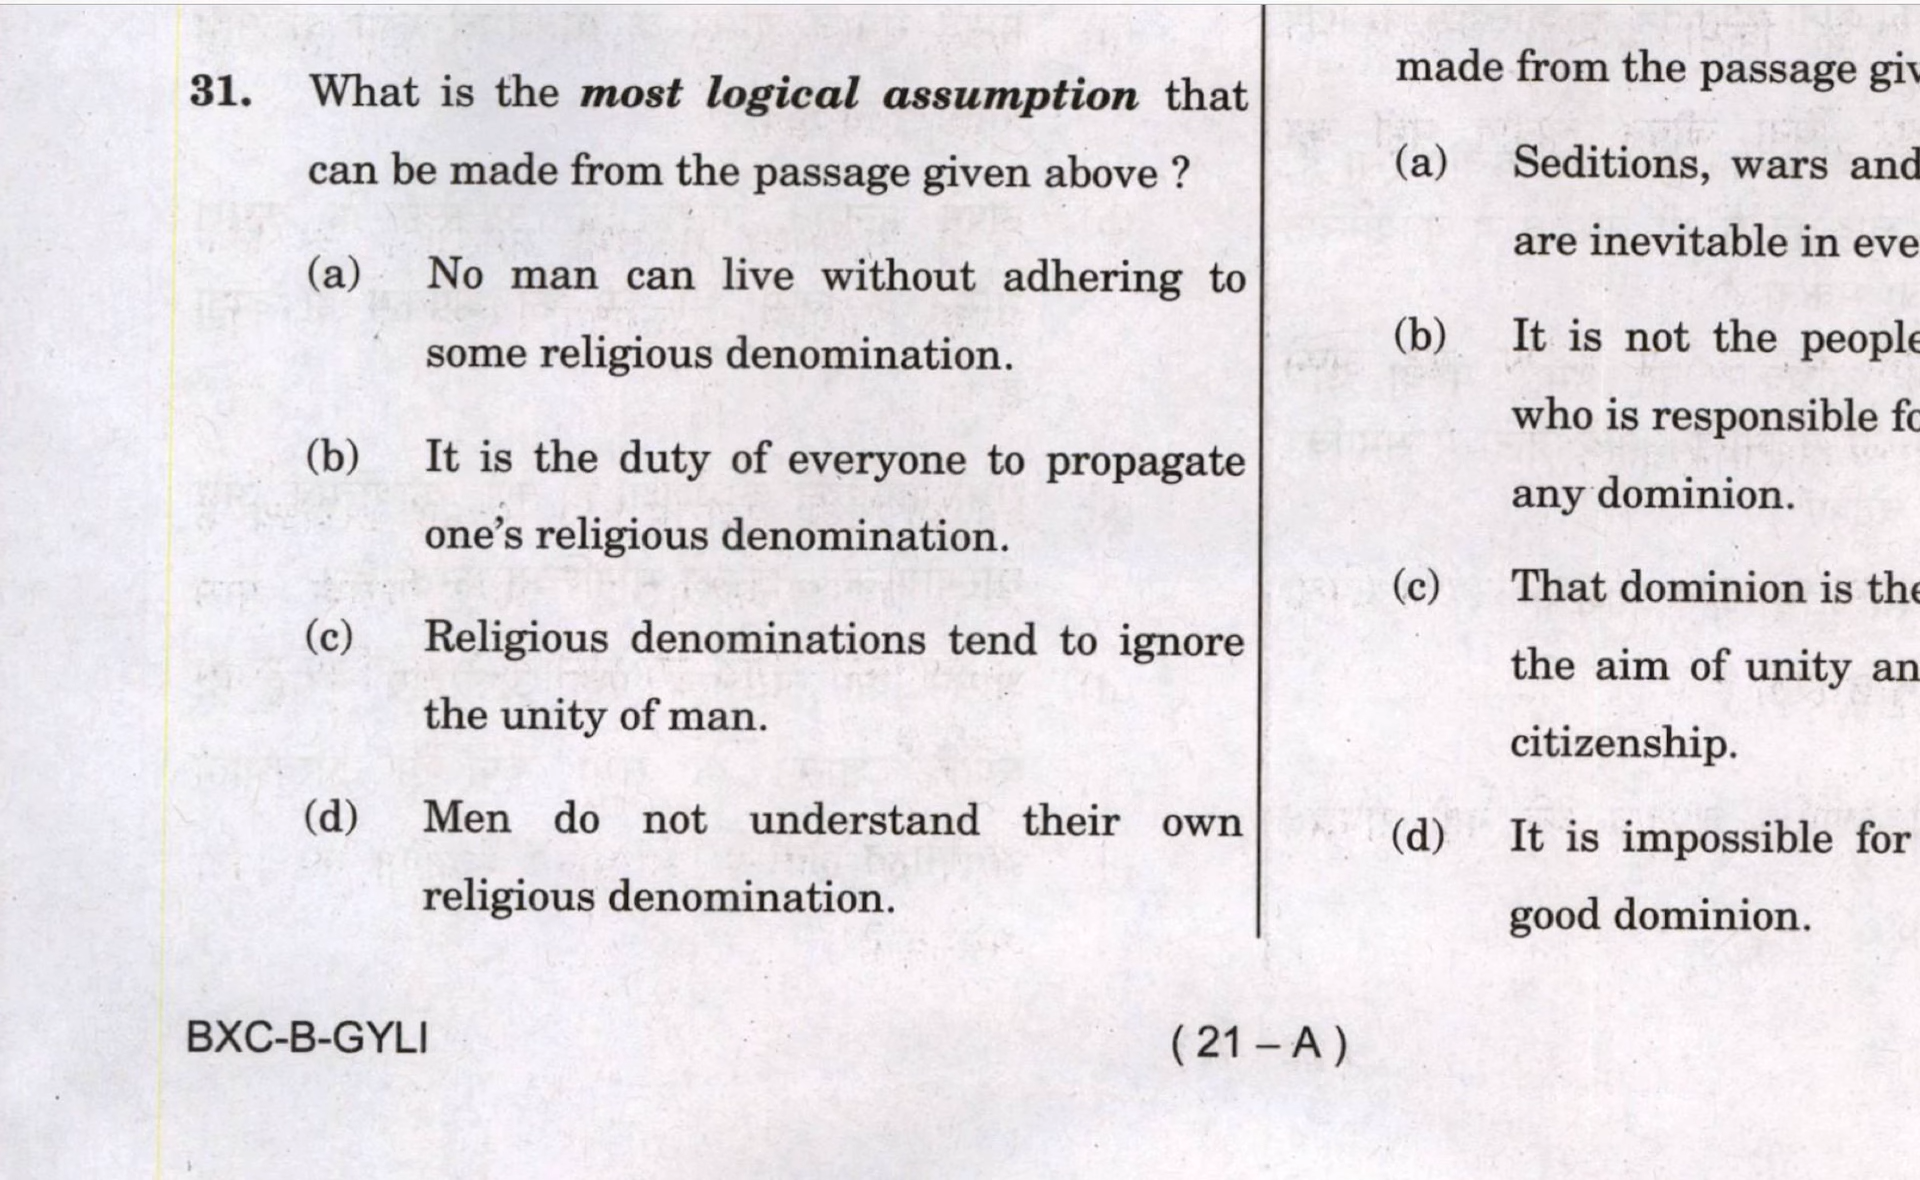 31. What is the most logical assumption that
can be made from the passage given above ?
(a) No man can live without adhering to
some religious denomination.
(b) It is the duty of everyone to propagate
one's religious denomination.
(c) Religious denominations tend to ignore
the unity of man.
(d) Men do not understand their own
religious denomination.
made from the passage
(a) Seditions, wars and
are inevitable in
(b) It is not the people
who is responsible
any dominion.
(c) That dominion is the
the aim of unity
citizenship.
(d) It is impossible for
good dominion.
BXC-B-GYLI
( 21 – A )